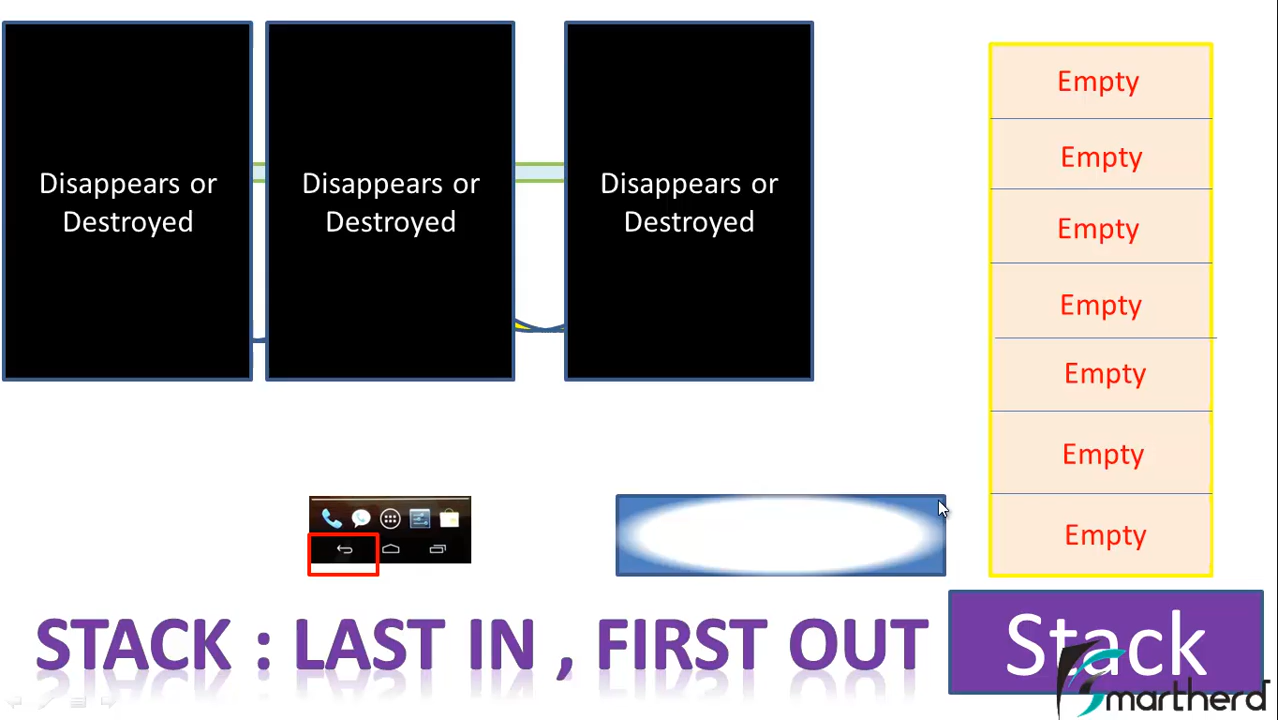 Disappears or
Destroyed
Disappears or
Destroyed
Disappears or
Destroyed
Empty
Empty
Empty
Empty
Empty
Empty
Empty
STACK : LAST IN , FIRST OUT
Stack
Smartherd